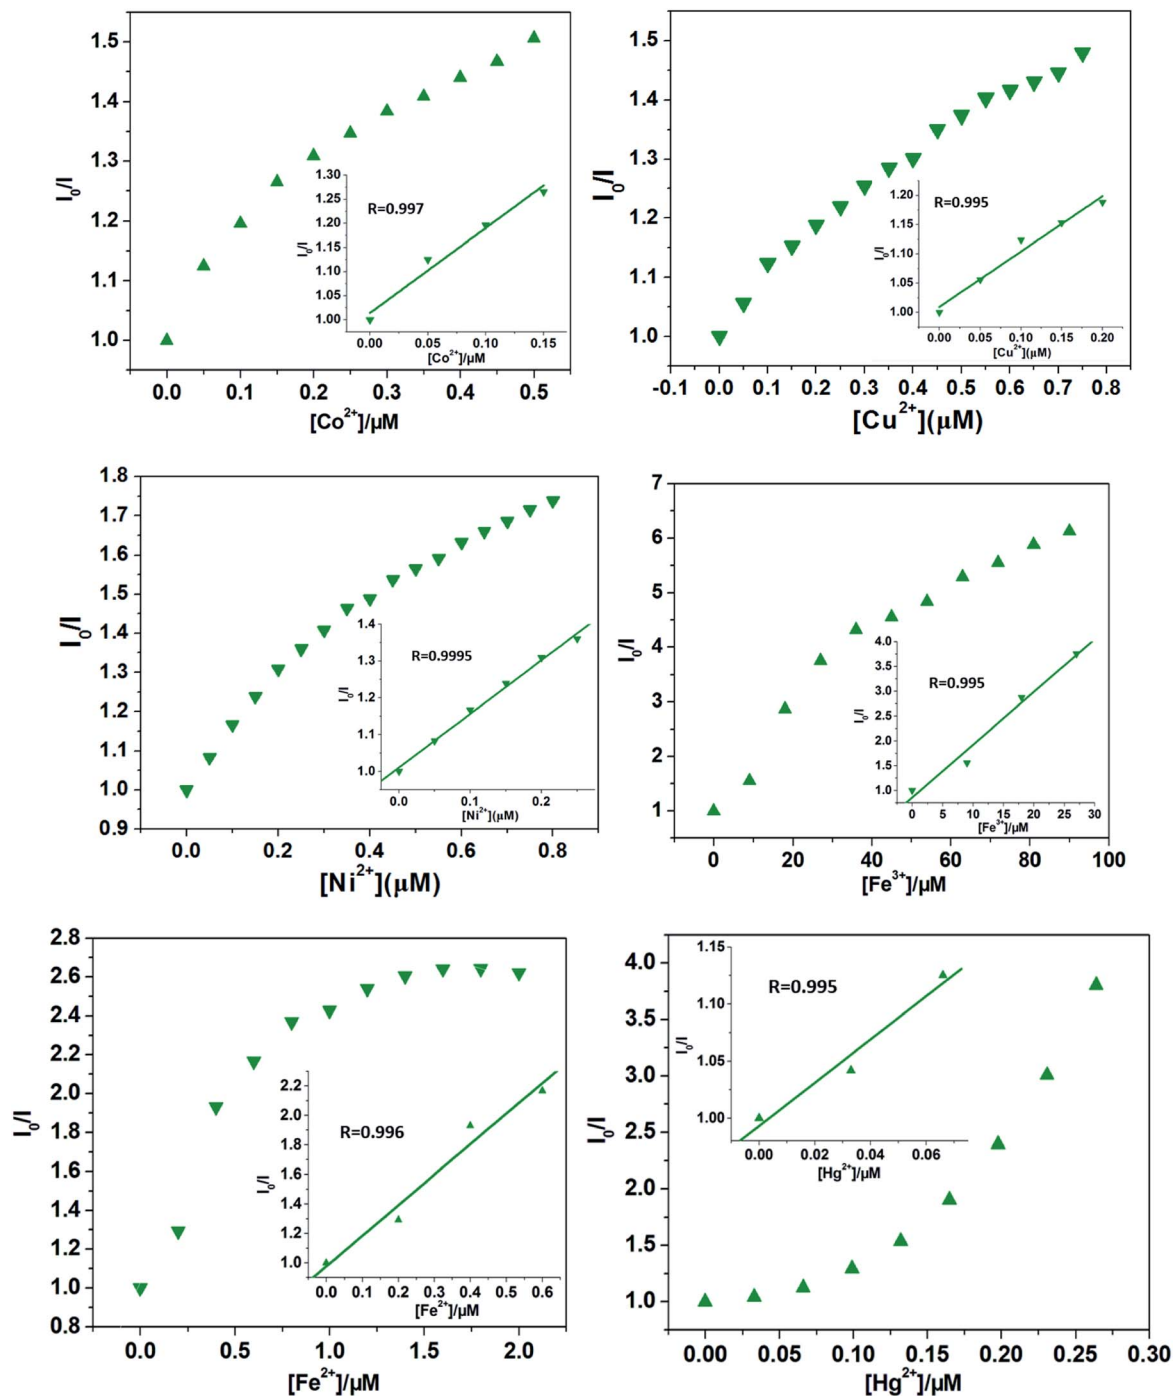 1.5
1.4
1.3
1.2
1.1
1.0
I₀/I
0.0 0.1 0.2 0.3 0.4 0.5
[Co²⁺]/µM
R=0.997
1.30
1.25
1.20
1.15
1.10
1.05
1.00
I₀/I
0.00 0.05 0.10 0.15
[Co²⁺]/µM
1.5
1.4
1.3
1.2
1.1
1.0
I₀/I
-0.1 0.0 0.1 0.2 0.3 0.4 0.5 0.6 0.7 0.8
[Cu²⁺](µM)
R=0.995
1.20
1.15
1.10
1.05
1.00
I₀/I
0.00 0.05 0.10 0.15 0.20
[Cu²⁺](µM)
1.8
1.7
1.6
1.5
1.4
1.3
1.2
1.1
1.0
0.9
I₀/I
0.0 0.2 0.4 0.6 0.8
[Ni²⁺](µM)
R=0.9995
1.4
1.3
1.2
1.1
1.0
I₀/I
0.0 0.1 0.2
[Ni²⁺](µM)
7
6
5
4
3
2
1
I₀/I
0 20 40 60 80 100
[Fe³⁺]/µM
R=0.995
4.0
3.5
3.0
2.5
2.0
1.5
1.0
I₀/I
0 5 10 15 20 25 30
[Fe³⁺]/µM
2.8
2.6
2.4
2.2
2.0
1.8
1.6
1.4
1.2
1.0
0.8
I₀/I
0.0 0.5 1.0 1.5 2.0
[Fe²⁺]/µM
R=0.996
2.2
2.0
1.8
1.6
1.4
1.2
1.0
I₀/I
0.0 0.1 0.2 0.3 0.4 0.5 0.6
[Fe²⁺]/µM
4.0
3.5
3.0
2.5
2.0
1.5
1.0
I₀/I
0.00 0.05 0.10 0.15 0.20 0.25 0.30
[Hg²⁺]/µM
R=0.995
1.15
1.10
1.05
1.00
I₀/I
0.00 0.02 0.04 0.06
[Hg²⁺]/µM